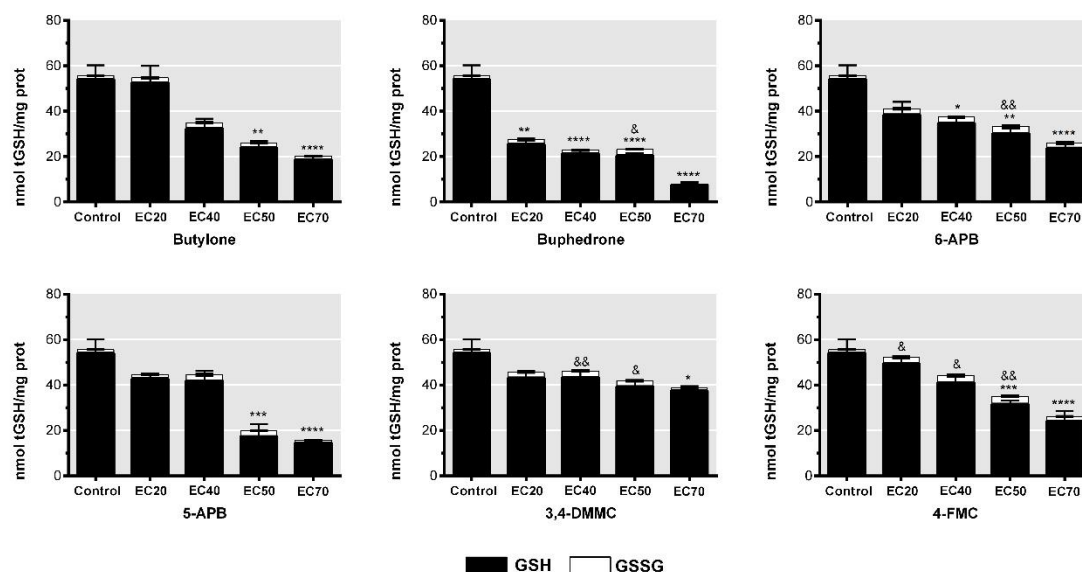 nmol tGSH/mg prot
80
60
40
20
0
**
****
Control EC20 EC40 EC50 EC70
Butylone
nmol tGSH/mg prot
80
60
40
20
0
&
** **** ****
****
Control EC20 EC40 EC50 EC70
Buphedrone
nmol tGSH/mg prot
80
60
40
20
0
&&
* ** ****
Control EC20 EC40 EC50 EC70
6-APB
nmol tGSH/mg prot
80
60
40
20
0
*** ****
Control EC20 EC40 EC50 EC70
5-APB
nmol tGSH/mg prot
80
60
40
20
0
&& & *
Control EC20 EC40 EC50 EC70
3,4-DMMC
nmol tGSH/mg prot
80
60
40
20
0
& & &&
*** ****
Control EC20 EC40 EC50 EC70
4-FMC
GSH GSSG